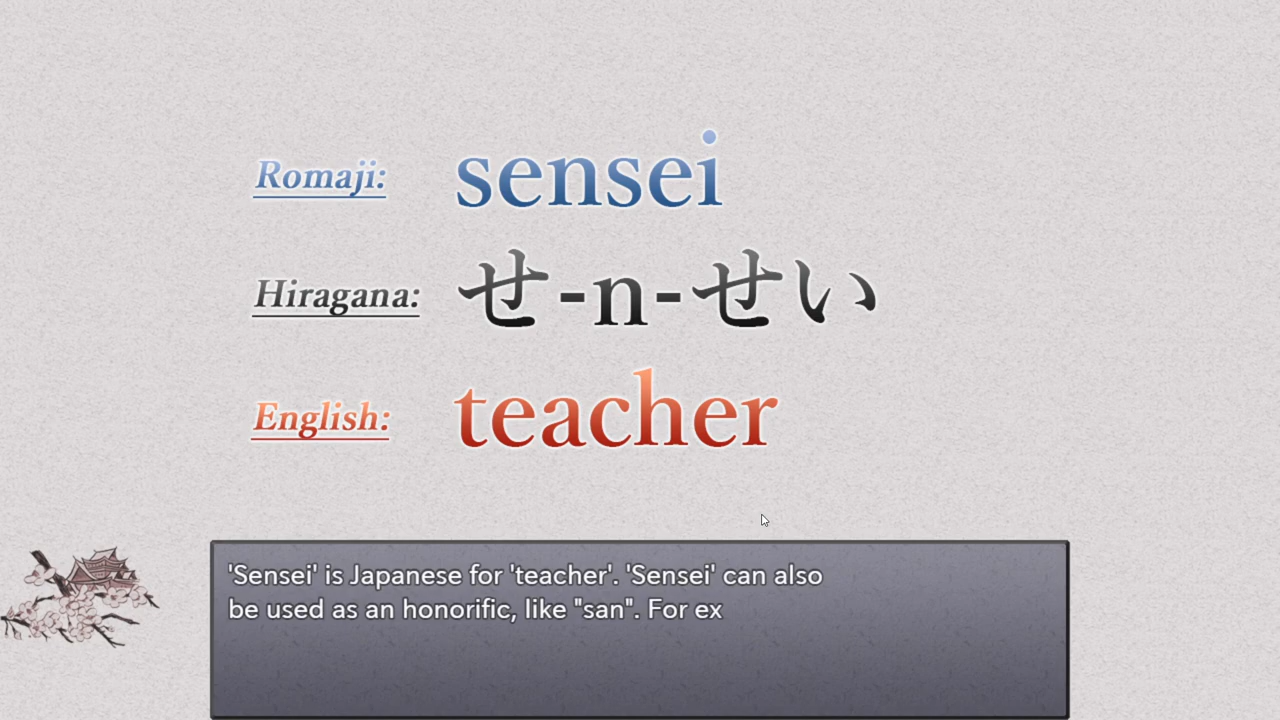 Romaji: sensei
Hiragana: せ-n-せい
English: teacher
'Sensei' is Japanese for 'teacher'. 'Sensei' can also
be used as an honorific, like "san". For ex